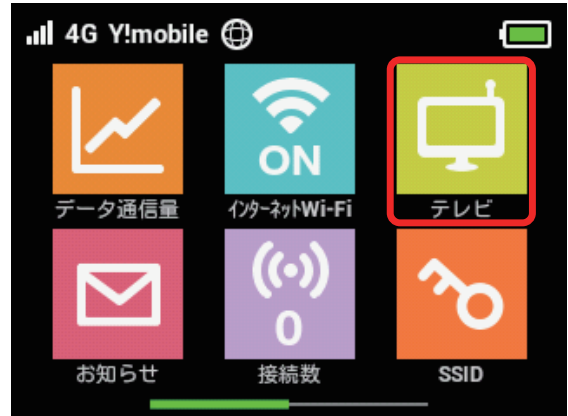 4G Y!mobile
ON
データ通信量
インターネットWi-Fi
テレビ
0
お知らせ
接続数
SSID